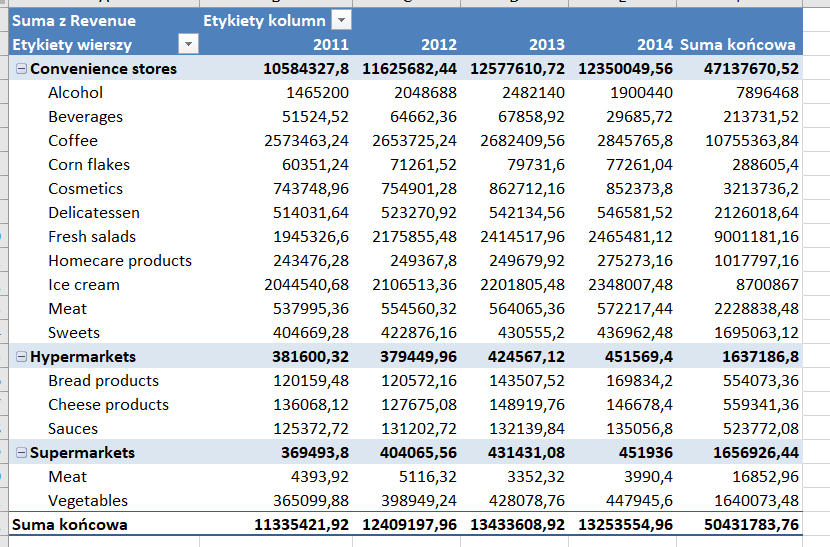 Suma z Revenue Etykiety kolumn
Etykiety wierszy 2011 2012 2013 2014 Suma końcowa
Convenience stores 10584327,8 11625682,44 12577610,72 12350049,56 47137670,52
Alcohol 1465200 2048688 2482140 1900440 7896468
Beverages 51524,52 64662,36 67858,92 29685,72 213731,52
Coffee 2573463,24 2653725,24 2682409,56 2845765,8 10755363,84
Corn flakes 60351,24 71261,52 79731,6 77261,04 288605,4
Cosmetics 743748,96 754901,28 862712,16 852373,8 3213736,2
Delicatessen 514031,64 523270,92 542134,56 546581,52 2126018,64
Fresh salads 1945326,6 2175855,48 2414517,96 2465481,12 9001181,16
Homecare products 243476,28 249367,8 249679,92 275273,16 1017797,16
Ice cream 2044540,68 2106513,36 2201805,48 2348007,48 8700867
Meat 537995,36 554560,32 564065,36 572217,44 2228838,48
Sweets 404669,28 422876,16 430555,2 436962,48 1695063,12
Hypermarkets 381600,32 379449,96 424567,12 451569,4 1637186,8
Bread products 120159,48 120572,16 143507,52 169834,2 554073,36
Cheese products 136068,12 127675,08 148919,76 146678,4 559341,36
Sauces 125372,72 131202,72 132139,84 135056,8 523772,08
Supermarkets 369493,8 404065,56 431431,08 451936 1656926,44
Meat 4393,92 5116,32 3352,32 3990,4 16852,96
Vegetables 365099,88 398949,24 428078,76 447945,6 1640073,48
Suma końcowa 11335421,92 12409197,96 13433608,92 13253554,96 50431783,76